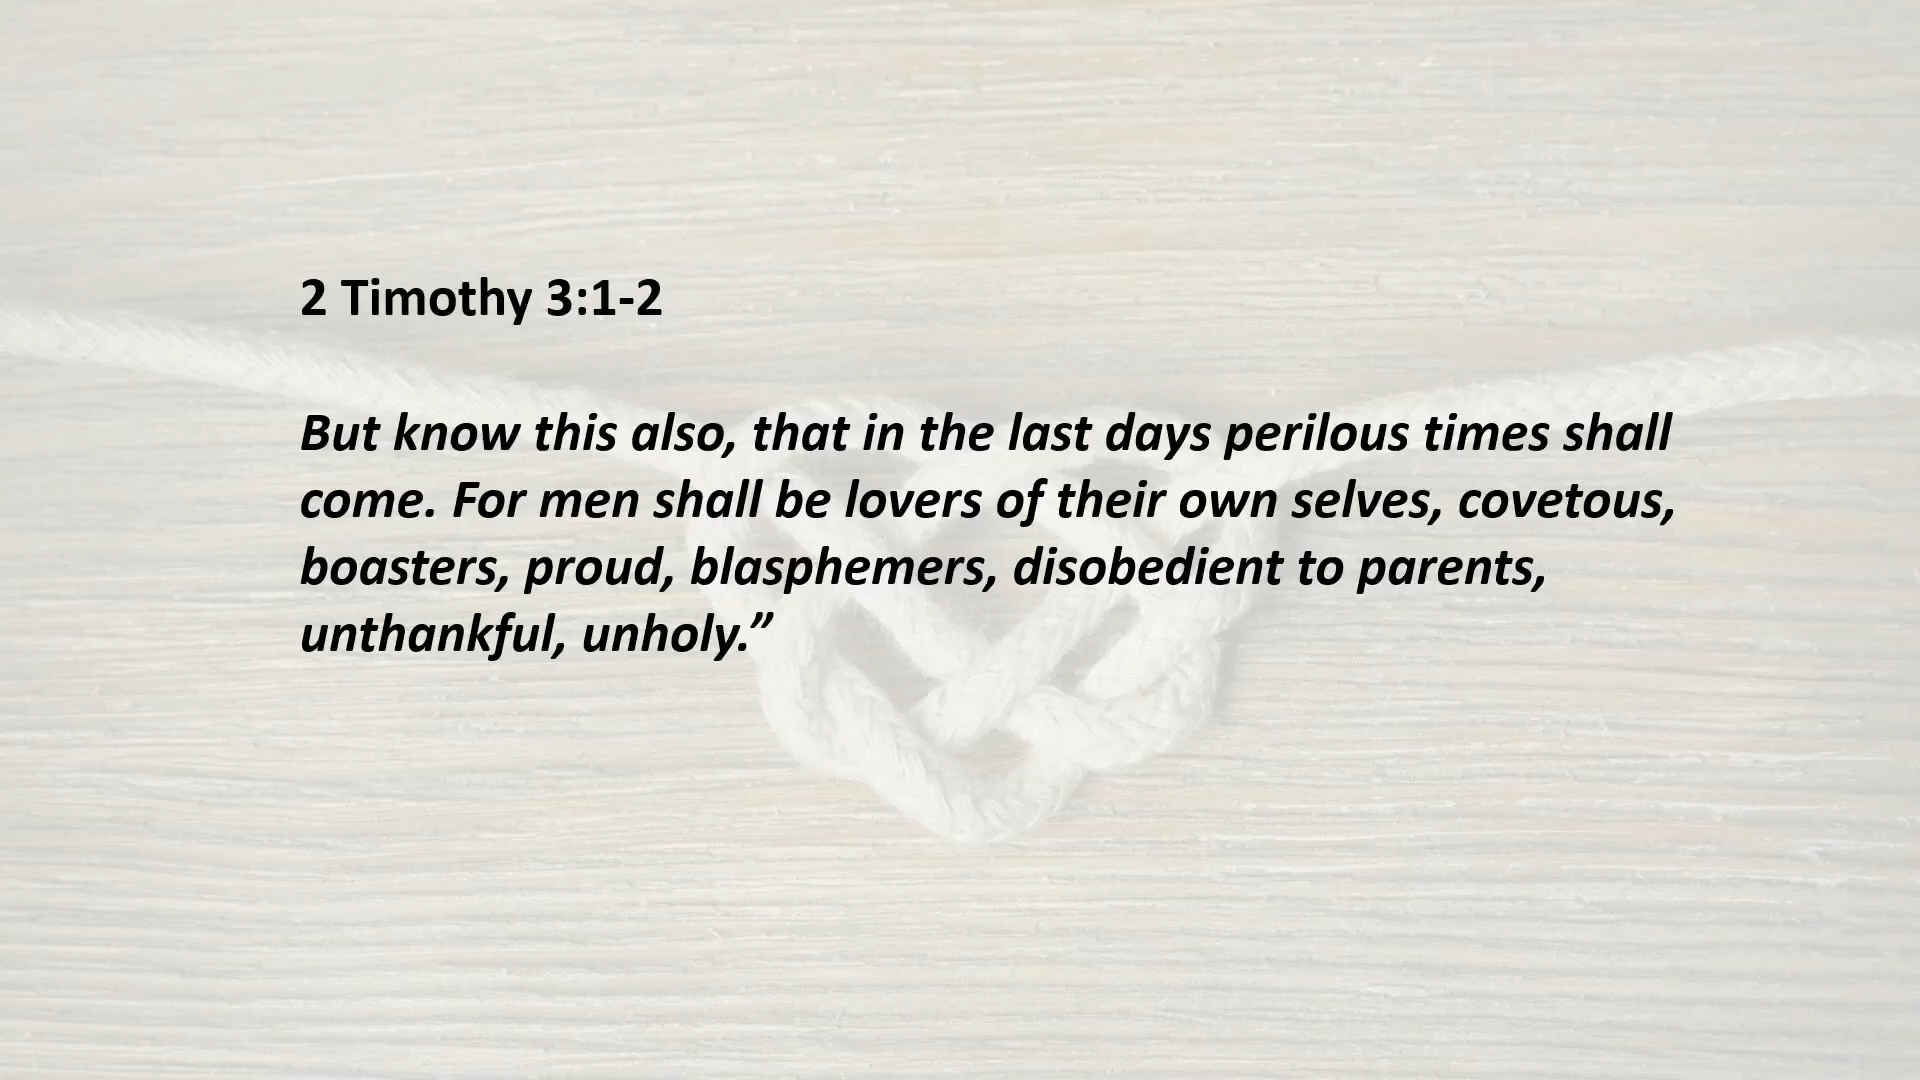 2 Timothy 3:1-2
But know this also, that in the last days perilous times shall
come. For men shall be lovers of their own selves, covetous,
boasters, proud, blasphemers, disobedient to parents,
unthankful, unholy.”